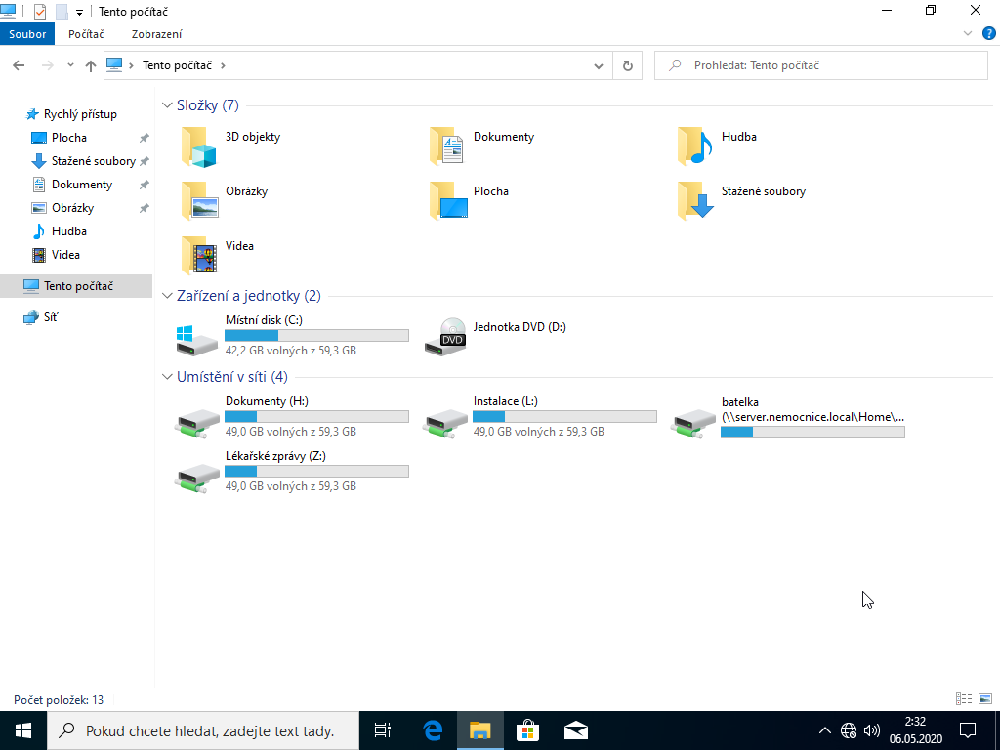 Tento počítač
Soubor Počítač Zobrazení
Tento počítač
Prohledat: Tento počítač
Rychlý přístup
Plocha
Stažené soubory
Dokumenty
Obrázky
Hudba
Videa
Tento počítač
Síť
Složky (7)
3D objekty
Dokumenty
Hudba
Obrázky
Plocha
Stažené soubory
Videa
Zařízení a jednotky (2)
Místní disk (C:)
42,2 GB volných z 59,3 GB
DVD
Jednotka DVD (D:)
Umístění v síti (4)
Dokumenty (H:)
49,0 GB volných z 59,3 GB
Instalace (L:)
49,0 GB volných z 59,3 GB
batelka
(\\server.nemocnice.local\Home\...
Lékařské zprávy (Z:)
49,0 GB volných z 59,3 GB
Počet položek: 13
Pokud chcete hledat, zadejte text tady.
2:32
06.05.2020